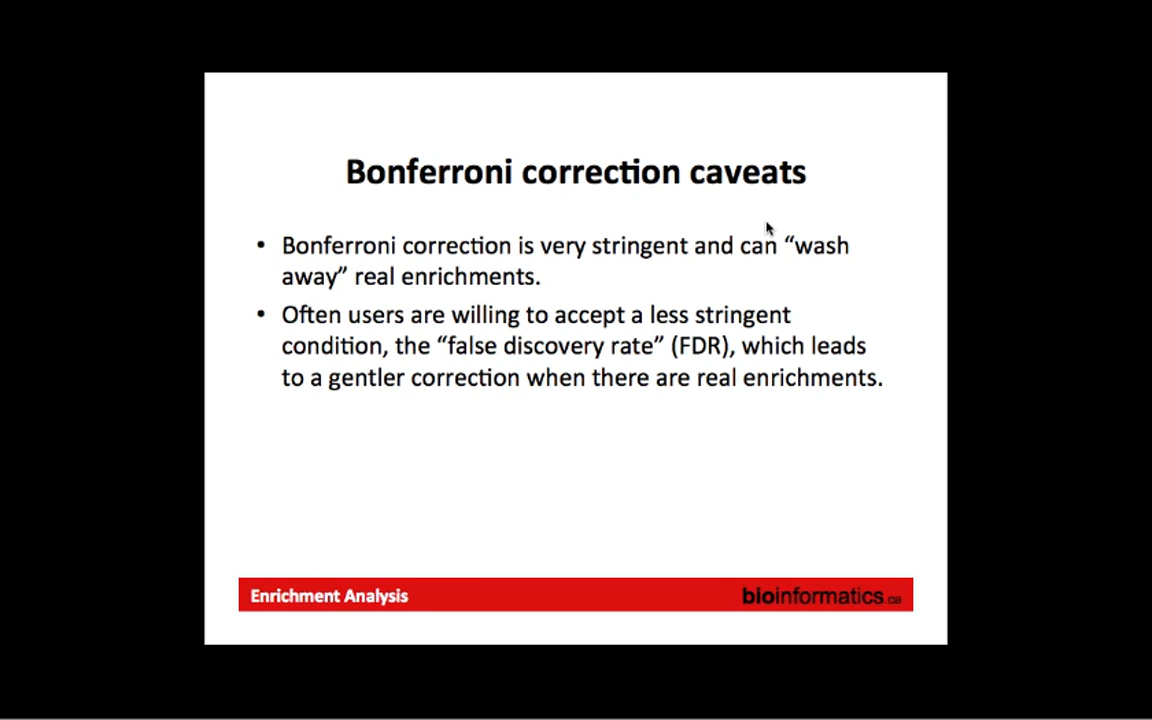 Bonferroni correction caveats
• Bonferroni correction is very stringent and can “wash
away” real enrichments.
• Often users are willing to accept a less stringent
condition, the “false discovery rate” (FDR), which leads
to a gentler correction when there are real enrichments.
Enrichment Analysis
bioinformatics.ca